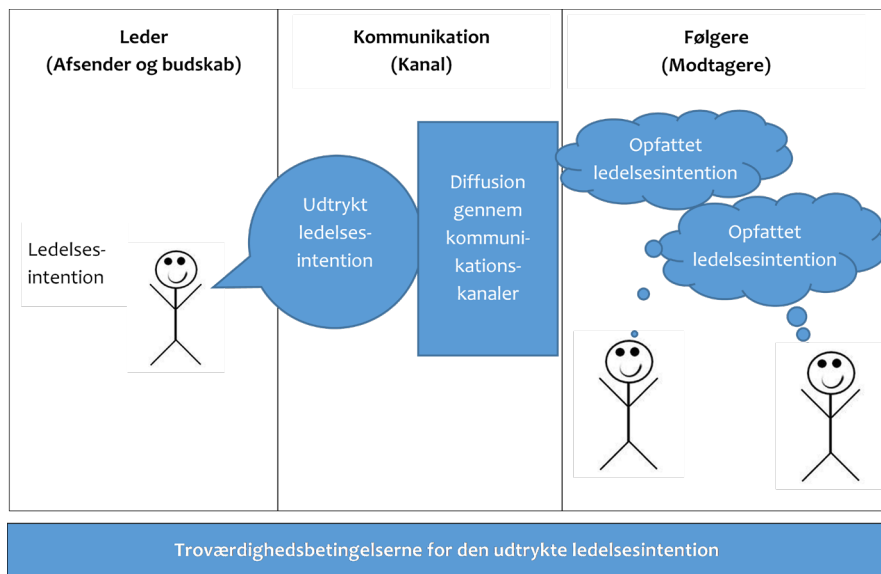 Leder
(Afsender og budskab)
Kommunikation
(Kanal)
Følgere
(Modtagere)
Ledelses-
intention
Udtrykt
ledelses-
intention
Diffusion
gennem
kommuni-
kations-
kanaler
Opfattet
ledelsesintention
Opfattet
ledelsesintention
Troværdighedsbetingelserne for den udtrykte ledelsesintention